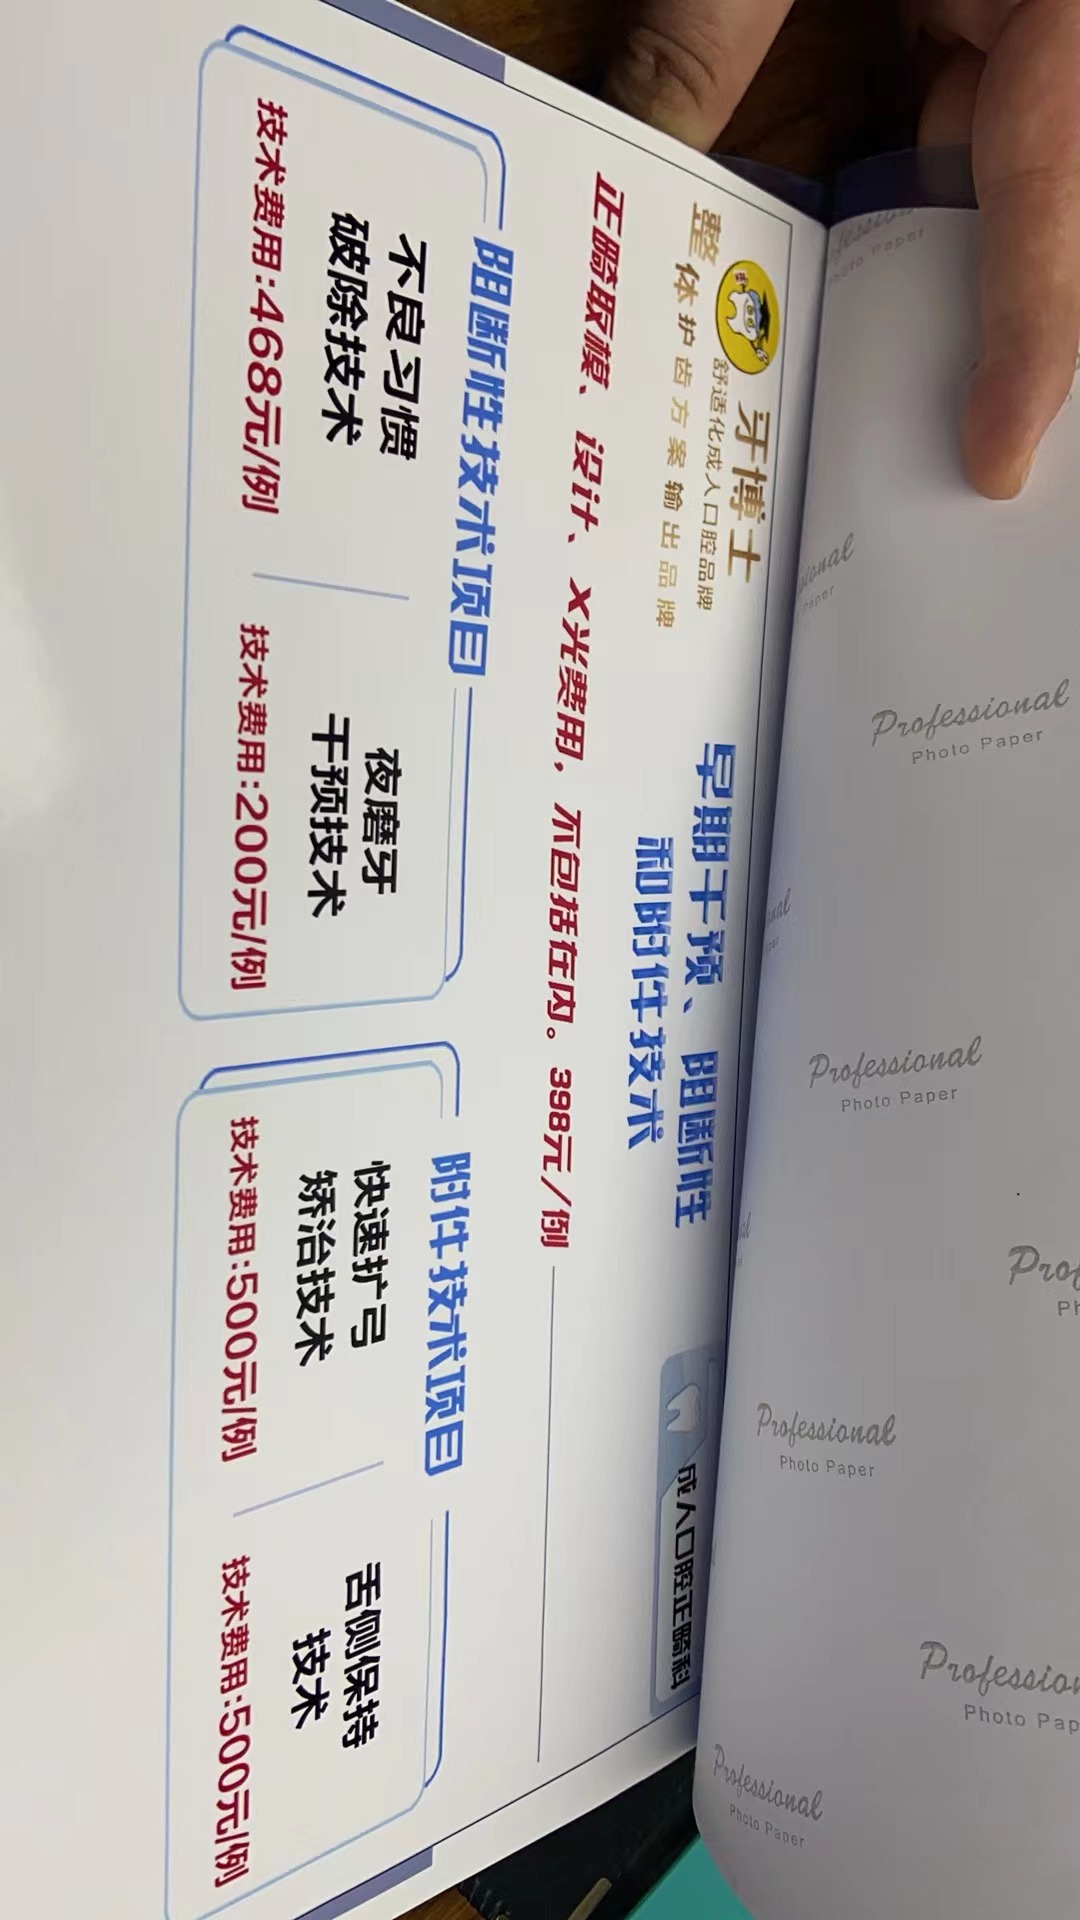 牙博士
舒适化成人口腔品牌
整体护齿方案输出品牌
早期干预、阻断性
和附件技术
成人口腔正畸科
正畸取模、设计、X光费用，不包括在内。398元/例
阻断性技术项目
不良习惯
破除技术
技术费用:468元/例
夜磨牙
干预技术
技术费用:200元/例
附件技术项目
快速扩弓
矫治技术
技术费用:500元/例
舌侧保持
技术
技术费用:500元/例
Professional
Photo Paper
Professional
Photo Paper
Professional
Photo Paper
Professional
Photo Paper